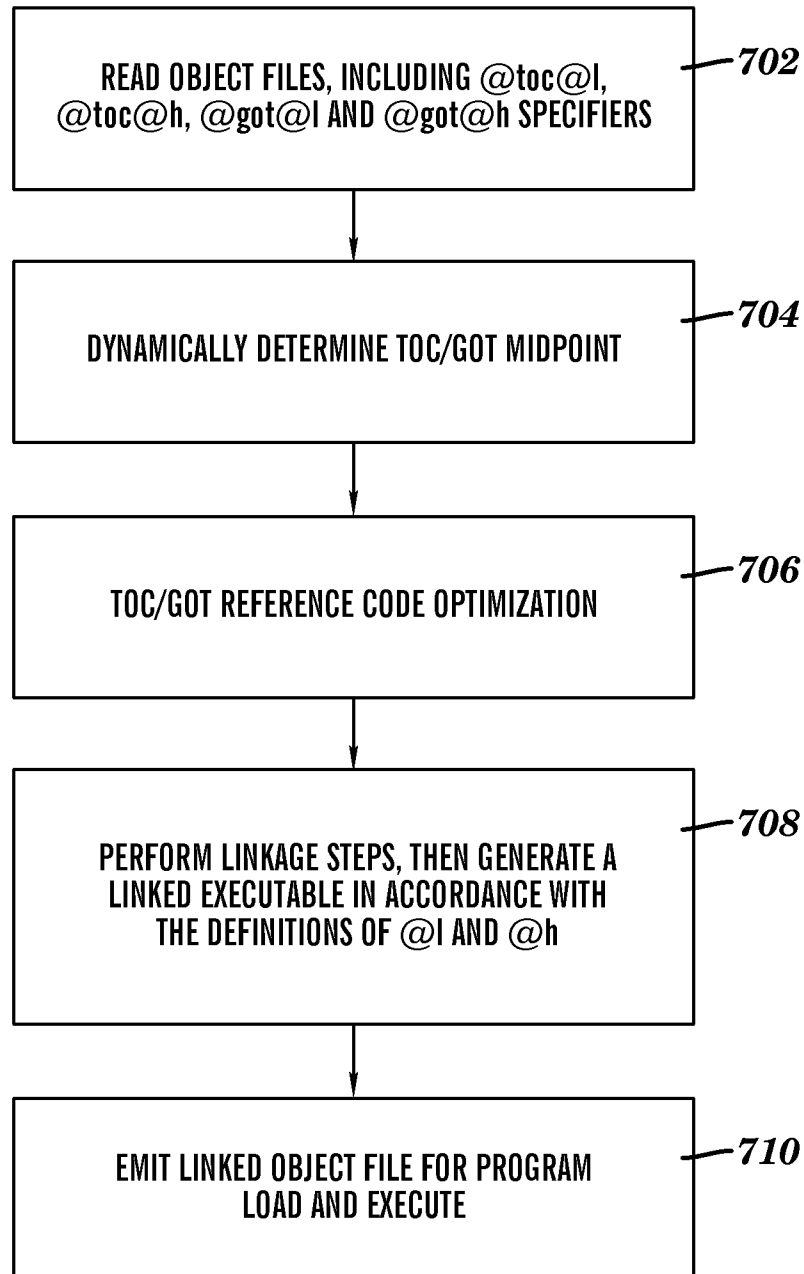 READ OBJECT FILES, INCLUDING @toc@l,
@toc@h, @got@l AND @got@h SPECIFIERS
702
DYNAMICALLY DETERMINE TOC/GOT MIDPOINT
704
TOC/GOT REFERENCE CODE OPTIMIZATION
706
PERFORM LINKAGE STEPS, THEN GENERATE A
LINKED EXECUTABLE IN ACCORDANCE WITH
THE DEFINITIONS OF @l AND @h
708
EMIT LINKED OBJECT FILE FOR PROGRAM
LOAD AND EXECUTE
710